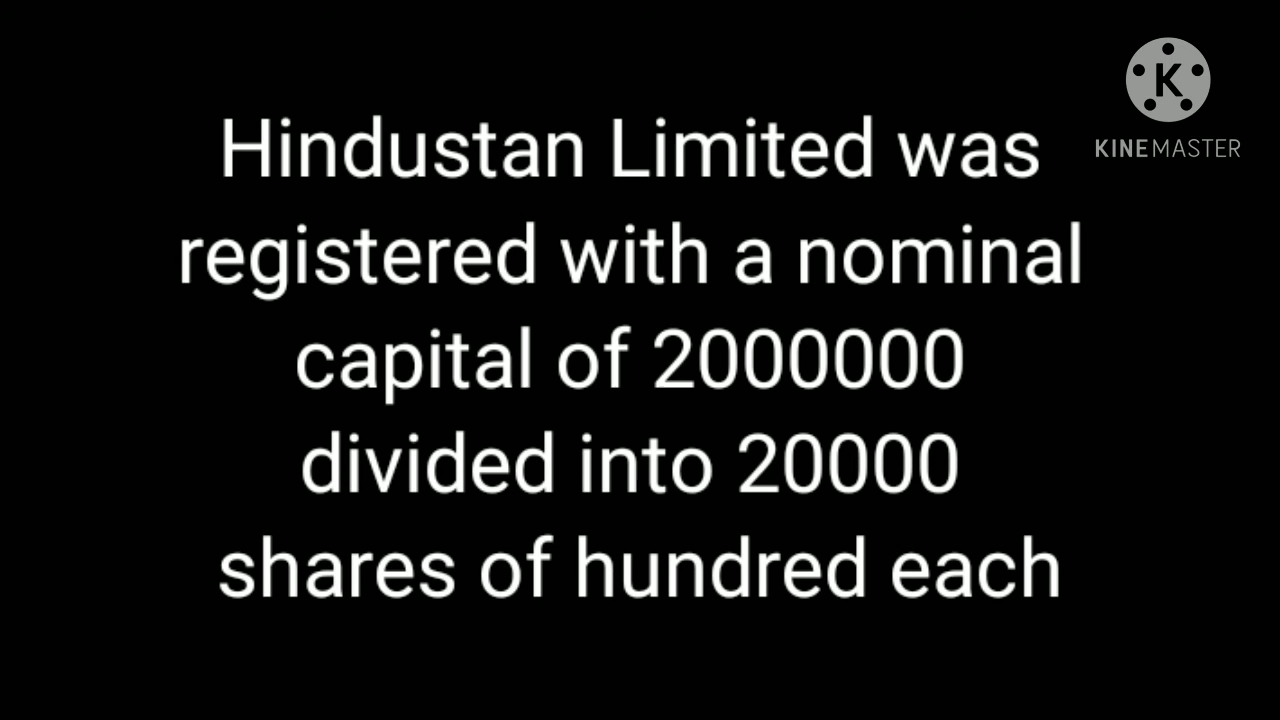 K
KINEMASTER
Hindustan Limited was
registered with a nominal
capital of 2000000
divided into 20000
shares of hundred each